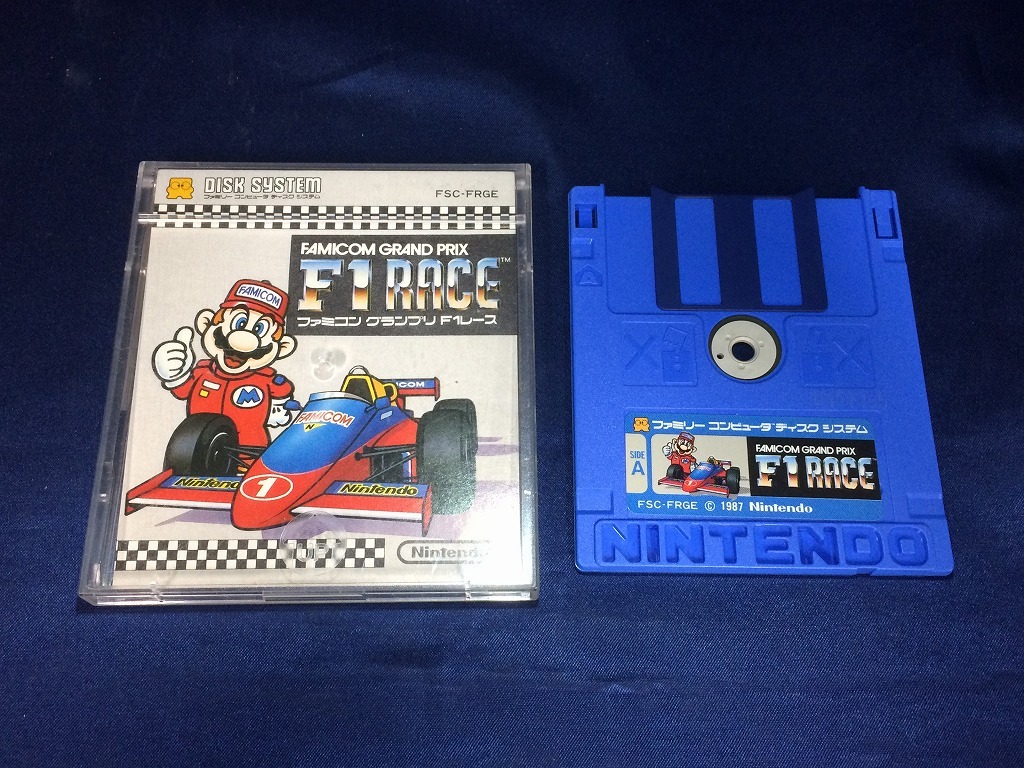 DISK SYSTEM
ファミリー コンピュータ ディスク システム
FSC-FRGE
FAMICOM GRAND PRIX
F1 RACE™
ファミコン グランプリ F1レース
FAMICOM
M
FAMICOM
N
1
Nintendo
Nintendo
Nintendo
ファミリー コンピュータ ディスク システム
SIDE
A
FAMICOM GRAND PRIX
F1 RACE
FSC-FRGE © 1987 Nintendo
NINTENDO